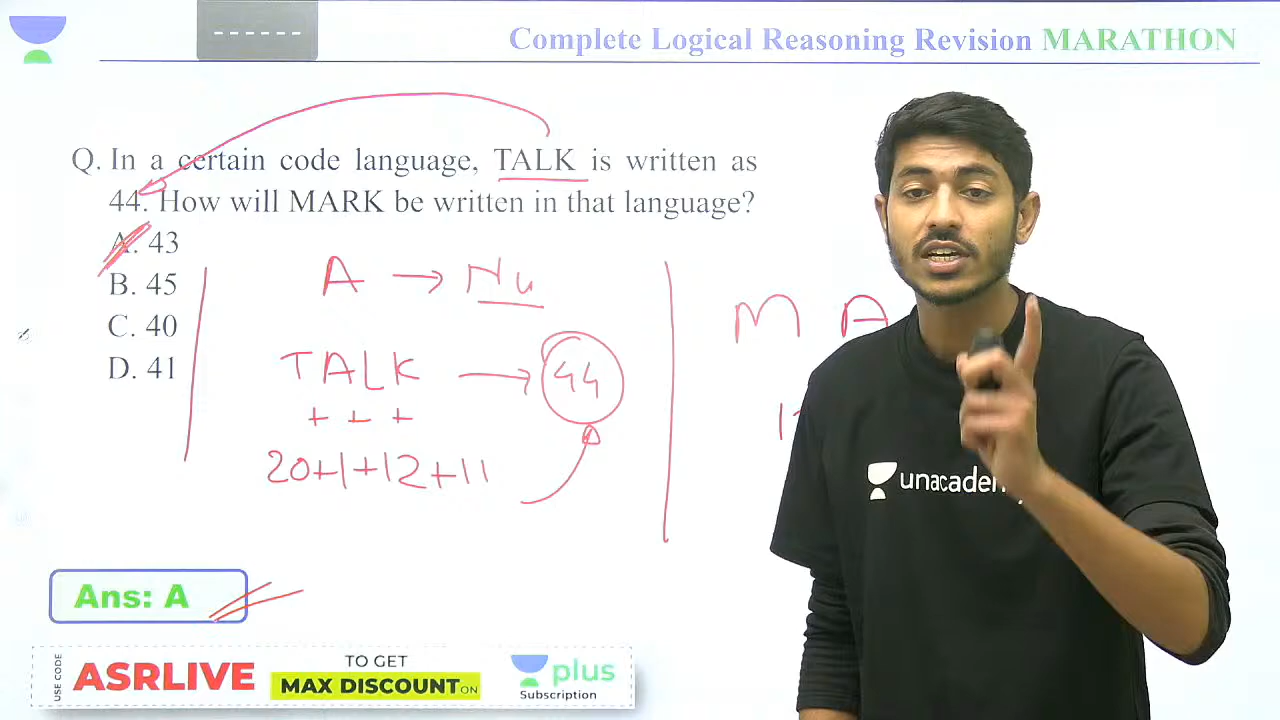 Complete Logical Reasoning Revision MARATHON
Q. In a certain code language, TALK is written as
44. How will MARK be written in that language?
A. 43
B. 45
C. 40
D. 41
A → Nu
TALK → 44
+ + +
20+1+12+11
M A
Ans: A
USE CODE
ASRLIVE
TO GET
MAX DISCOUNT ON
plus
Subscription
unacadem